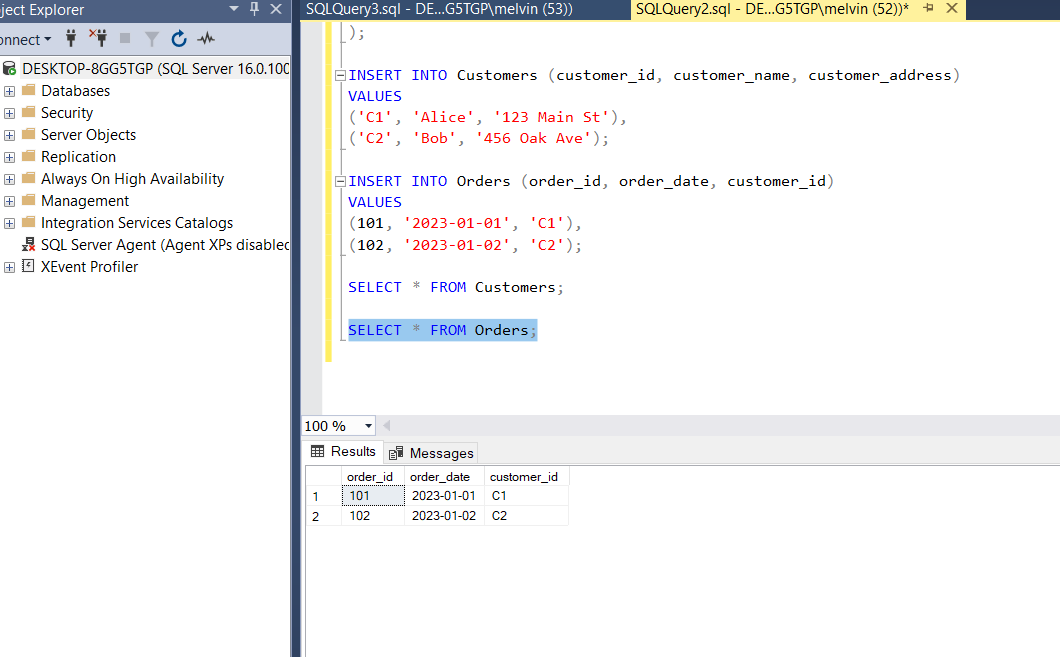 ject Explorer
onnect
DESKTOP-8GG5TGP (SQL Server 16.0.100
Databases
Security
Server Objects
Replication
Always On High Availability
Management
Integration Services Catalogs
SQL Server Agent (Agent XPs disablec
XEvent Profiler
SQLQuery3.sql - DE...G5TGP\melvin (53))
SQLQuery2.sql - DE...G5TGP\melvin (52))*
);
INSERT INTO Customers (customer_id, customer_name, customer_address)
VALUES
('C1', 'Alice', '123 Main St'),
('C2', 'Bob', '456 Oak Ave');
INSERT INTO Orders (order_id, order_date, customer_id)
VALUES
(101, '2023-01-01', 'C1'),
(102, '2023-01-02', 'C2');
SELECT * FROM Customers;
SELECT * FROM Orders;
100 %
Results Messages
order_id order_date customer_id
1 101 2023-01-01 C1
2 102 2023-01-02 C2